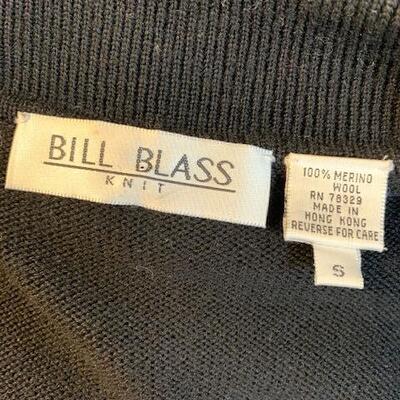 BILL BLASS
KNIT
100% MERINO
WOOL
RN 78329
MADE IN
HONG KONG
REVERSE FOR CARE
S